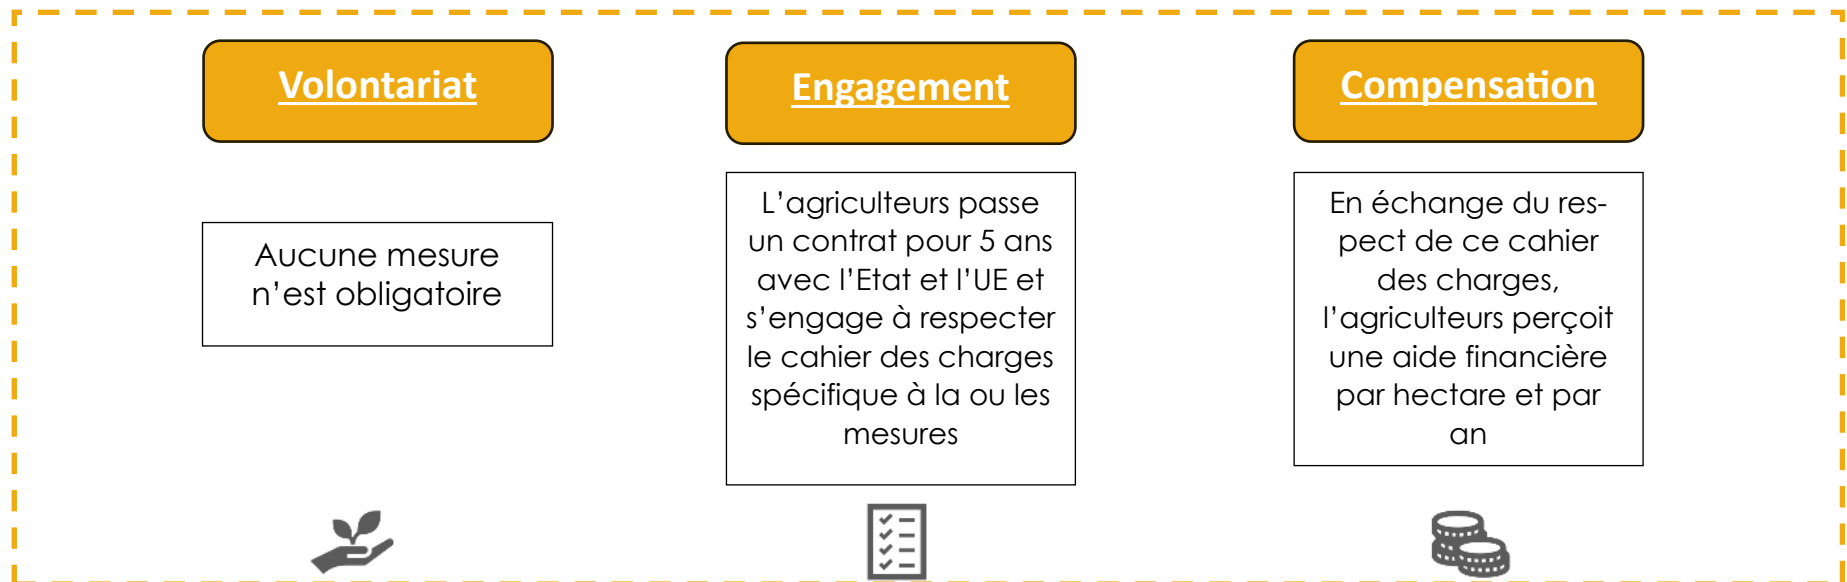 Volontariat
Aucune mesure
n’est obligatoire
Engagement
L’agriculteurs passe
un contrat pour 5 ans
avec l’Etat et l’UE et
s’engage à respecter
le cahier des charges
spécifique à la ou les
mesures
Compensation
En échange du res-
pect de ce cahier
des charges,
l’agriculteurs perçoit
une aide financière
par hectare et par
an